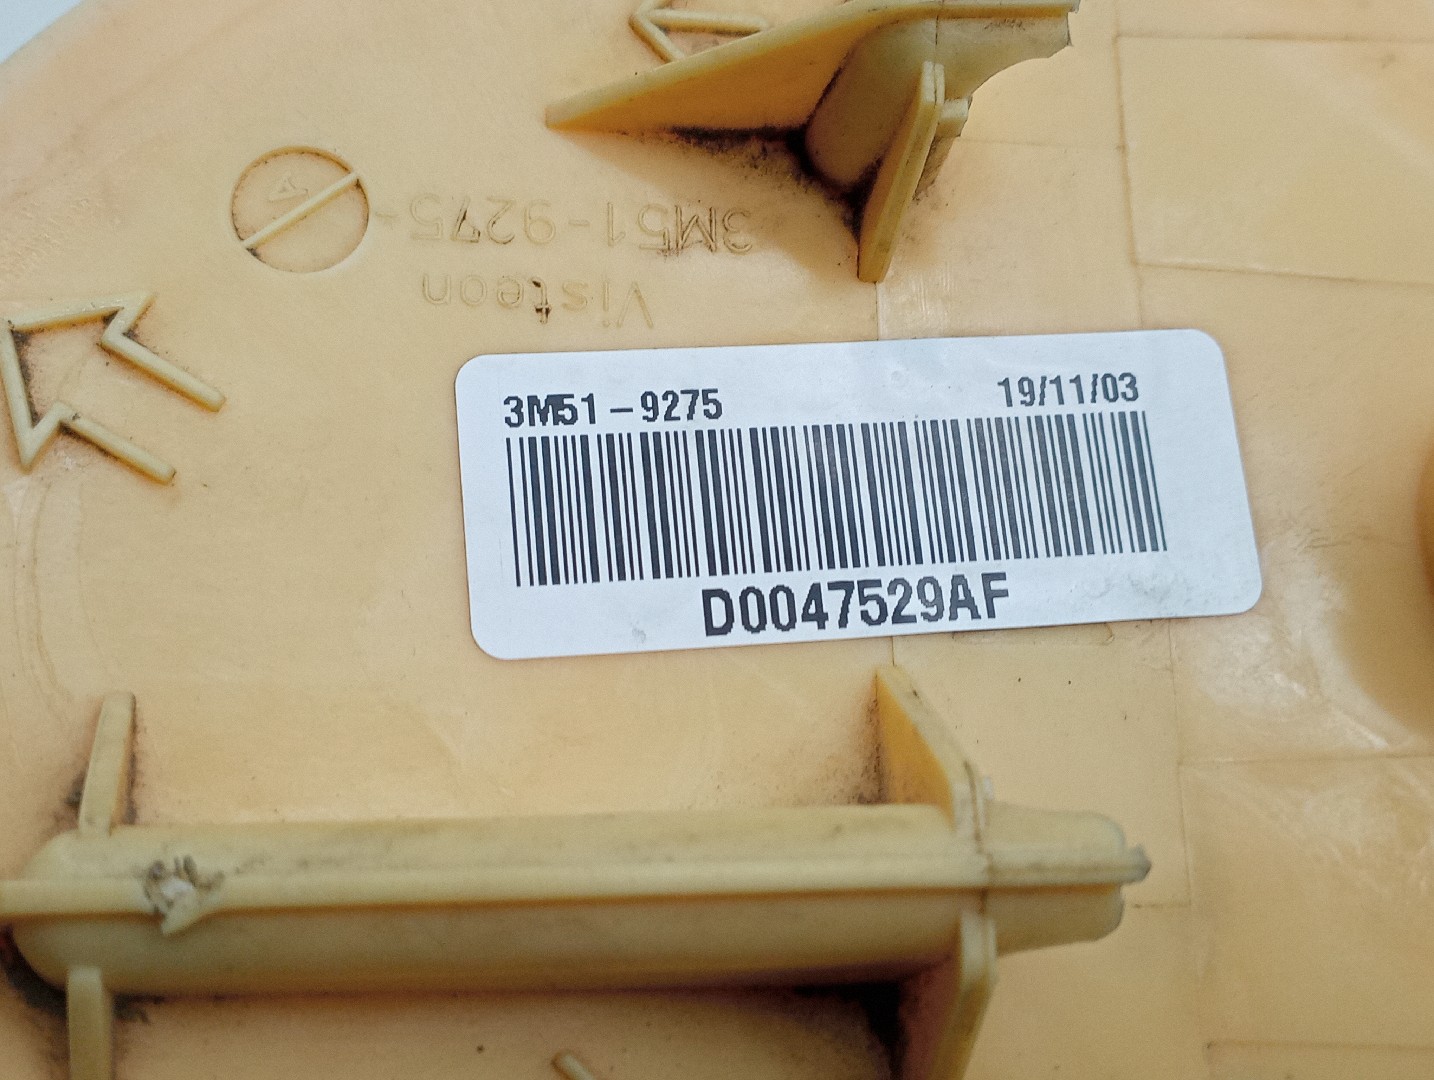 3M51-9275-
Visteon
3M51-9275 19/11/03
D0047529AF